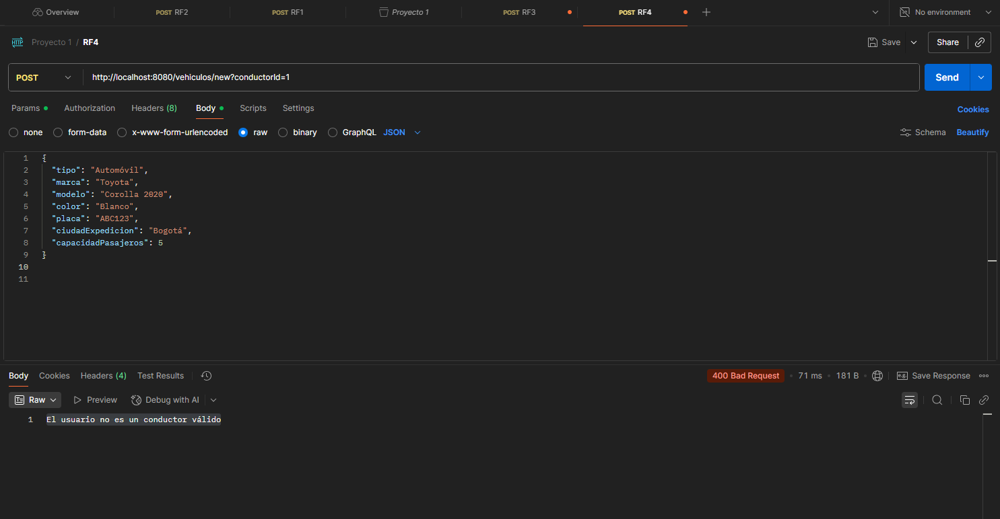 Overview POST RF2 POST RF1 Proyecto 1 POST RF3 POST RF4 No environment
HTTP Proyecto 1 / RF4 Save Share
POST http://localhost:8080/vehiculos/new?conductorId=1 Send
Params Authorization Headers (8) Body Scripts Settings Cookies
none form-data x-www-form-urlencoded raw binary GraphQL JSON Schema Beautify
1 {
2 "tipo": "Automóvil",
3 "marca": "Toyota",
4 "modelo": "Corolla 2020",
5 "color": "Blanco",
6 "placa": "ABC123",
7 "ciudadExpedicion": "Bogotá",
8 "capacidadPasajeros": 5
9 }
10
11
Body Cookies Headers (4) Test Results 400 Bad Request • 71 ms • 181 B • e.g. Save Response
Raw Preview Debug with AI
1 El usuario no es un conductor válido